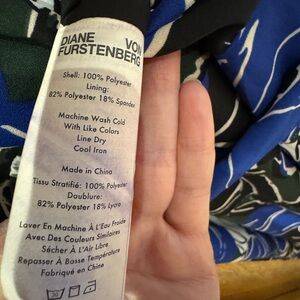 DIANE VON
FURSTENBERG
Shell: 100% Polyester
Lining:
82% Polyester 18% Spandex
Machine Wash Cold
With Like Colors
Line Dry
Cool Iron
Made in China
Tissu Stratifié: 100% Polyester
Doublure:
82% Polyester 18% Lycra
Laver En Machine À L'Eau Froide
Avec Des Couleurs Similaires
Sécher À L'Air Libre
Repasser À Basse Température
Fabriqué en Chine